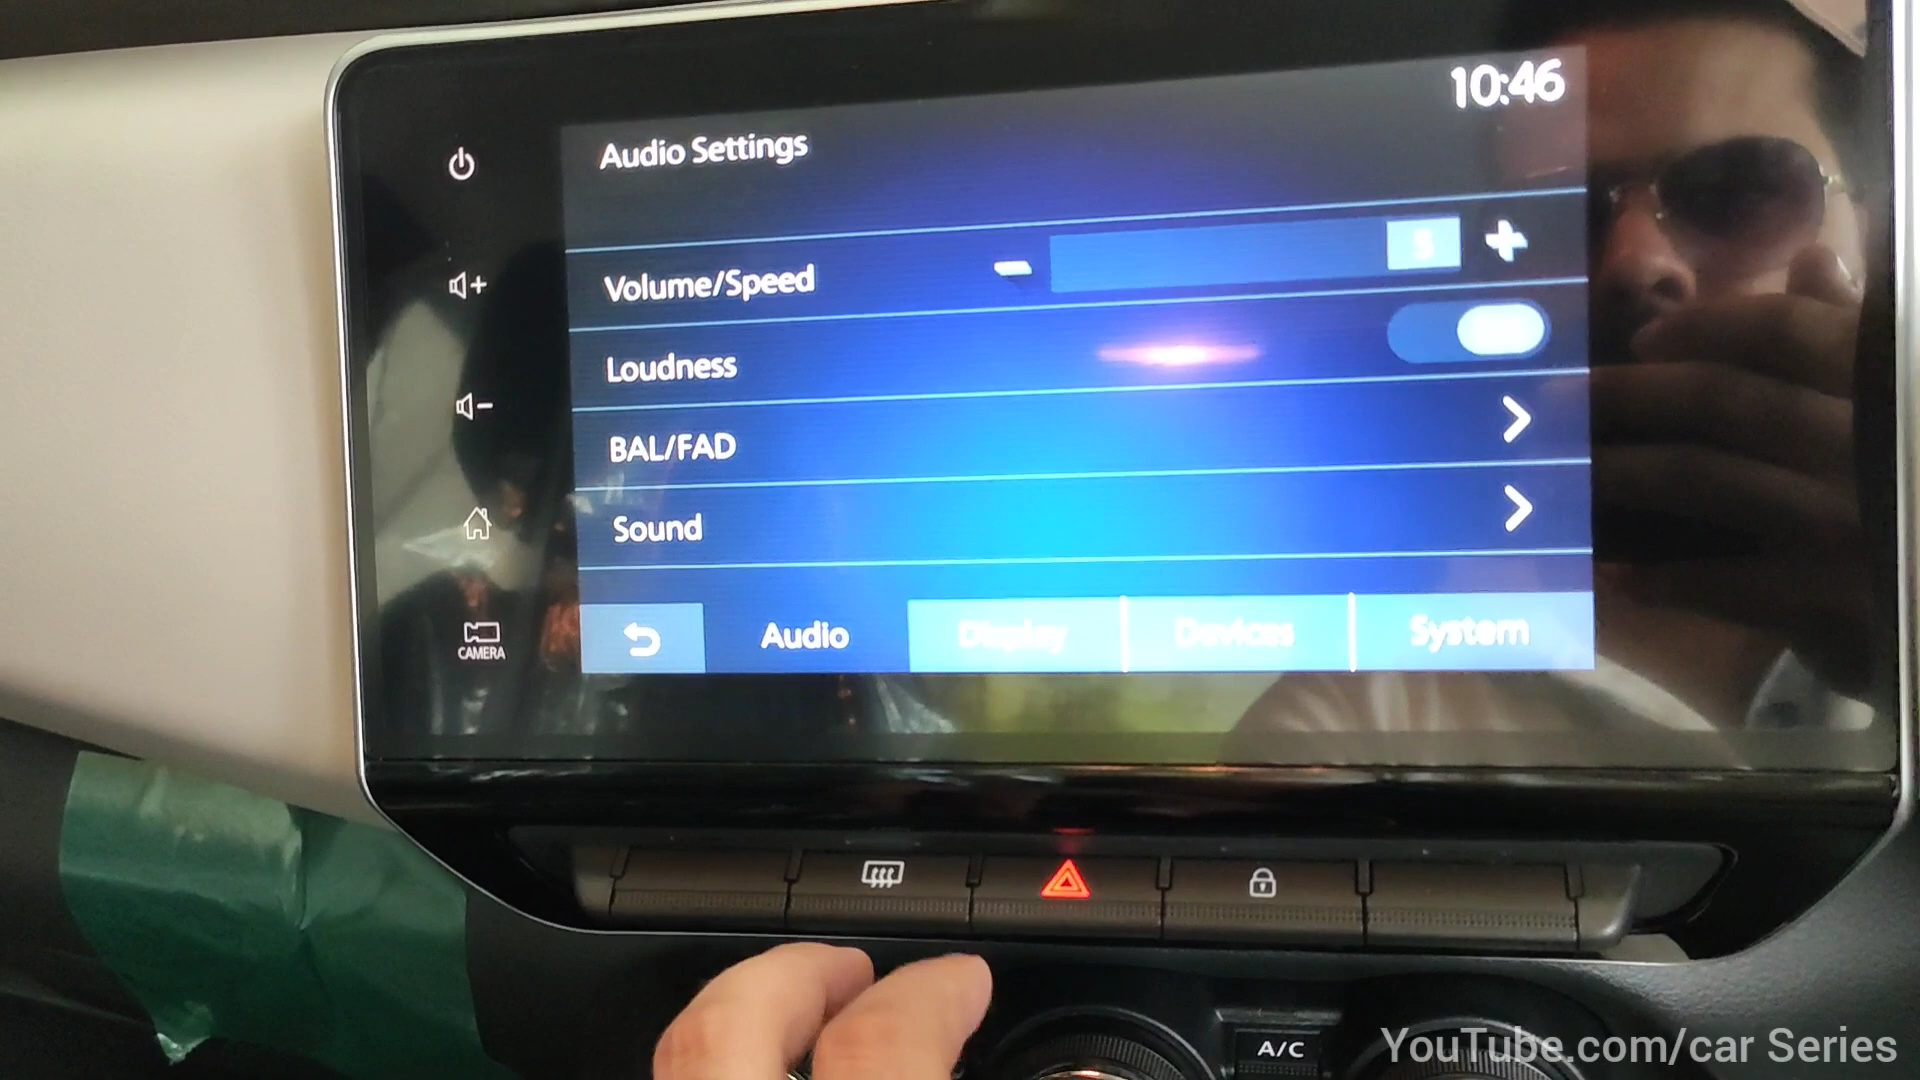 10:46
Audio Settings
Volume/Speed
5
Loudness
BAL/FAD
Sound
Audio
Display
Devices
System
CAMERA
A/C
YouTube.com/car Series